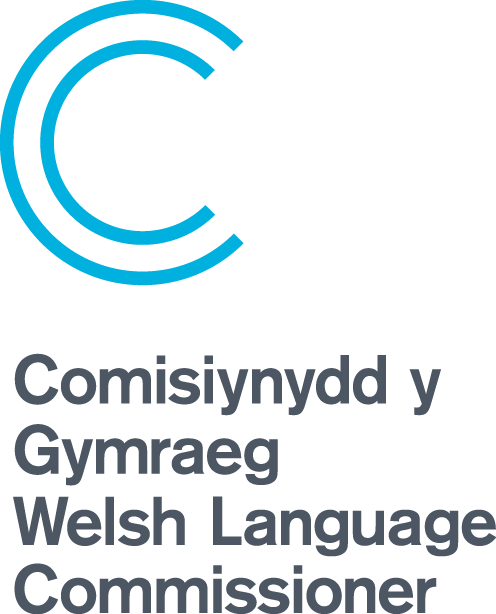 Comisiynydd y
Gymraeg
Welsh Language
Commissioner